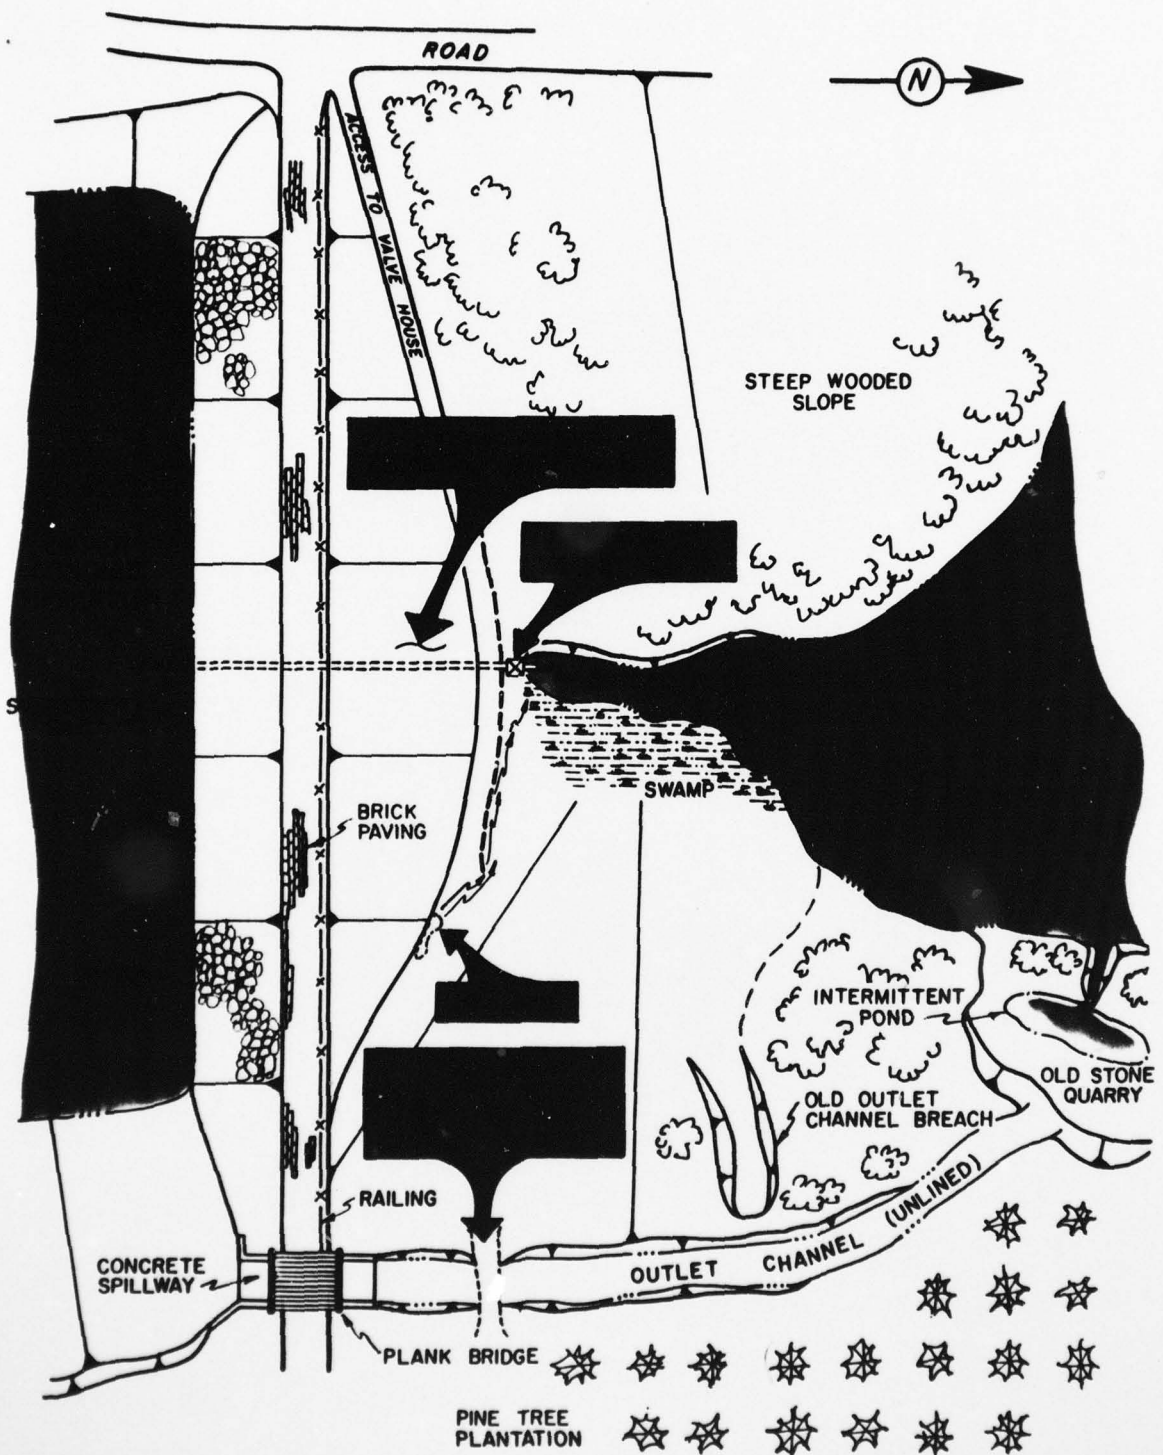 ROAD
N
ACCESS TO VALVE HOUSE
STEEP WOODED
SLOPE
S
SWAMP
BRICK
PAVING
INTERMITTENT
POND
OLD STONE
QUARRY
OLD OUTLET
CHANNEL BREACH
RAILING
CONCRETE
SPILLWAY
OUTLET CHANNEL (UNLINED)
PLANK BRIDGE
PINE TREE
PLANTATION